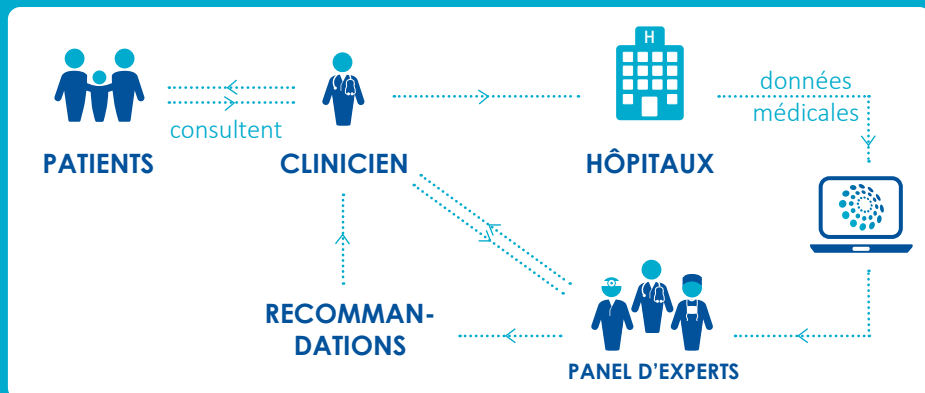 H
données
médicales
consultent
PATIENTS
CLINICIEN
HÔPITAUX
RECOMMAN-
DATIONS
PANEL D’EXPERTS